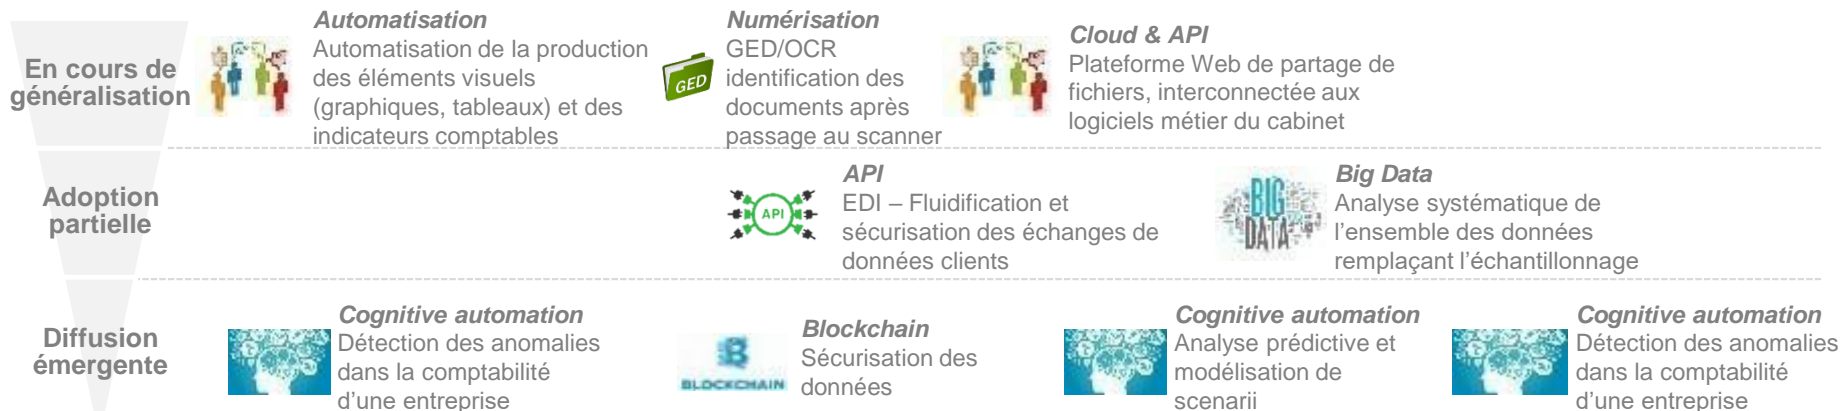 En cours de
généralisation
Automatisation
Automatisation de la production
des éléments visuels
(graphiques, tableaux) et des
indicateurs comptables
GED
Numérisation
GED/OCR
identification des
documents après
passage au scanner
Cloud & API
Plateforme Web de partage de
fichiers, interconnectée aux
logiciels métier du cabinet
Adoption
partielle
API
API
EDI – Fluidification et
sécurisation des échanges de
données clients
BIG
DATA
Big Data
Analyse systématique de
l’ensemble des données
remplaçant l’échantillonnage
Diffusion
émergente
Cognitive automation
Détection des anomalies
dans la comptabilité
d’une entreprise
BLOCKCHAIN
Blockchain
Sécurisation des
données
Cognitive automation
Analyse prédictive et
modélisation de
scenarii
Cognitive automation
Détection des anomalies
dans la comptabilité
d’une entreprise